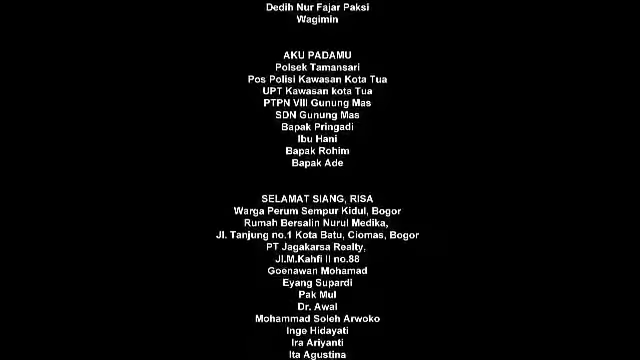 Dedih Nur Fajar Paksi
Wagimin
AKU PADAMU
Polsek Tamansari
Pos Polisi Kawasan Kota Tua
UPT Kawasan kota Tua
PTPN VIII Gunung Mas
SDN Gunung Mas
Bapak Pringadi
Ibu Hani
Bapak Rohim
Bapak Ade
SELAMAT SIANG, RISA
Warga Perum Sempur Kidul, Bogor
Rumah Bersalin Nurul Medika,
Jl. Tanjung no.1 Kota Batu, Ciomas, Bogor
PT Jagakarsa Realty,
Jl.M.Kahfi II no.88
Goenawan Mohamad
Eyang Supardi
Pak Mul
Dr. Awal
Mohammad Soleh Arwoko
Inge Hidayati
Ira Ariyanti
Ita Agustina